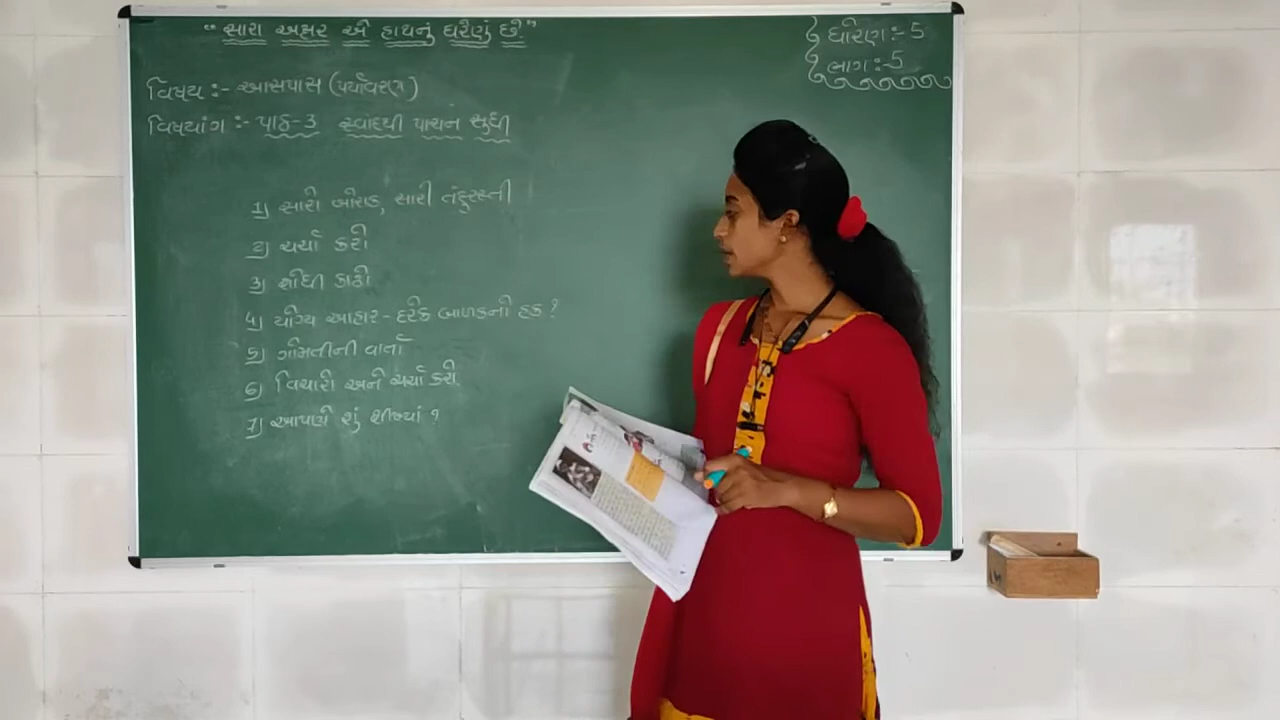 “સારા અક્ષર એ હાથનું ઘરેણું છે.”
ધોરણ :- 5
ભાગ :- 5
વિષય :- આસપાસ (પર્યાવરણ)
વિષયાંગ :- પાઠ-3 સ્વાદથી પાચન સુધી
1) સારો ખોરાક, સારી તંદુરસ્તી
2) ચર્ચા કરો
3) શોધી કાઢો
4) યોગ્ય આહાર - દરેક બાળકનો હક ?
5) ગોમતીની વાર્તા
6) વિચારો અને ચર્ચા કરો.
7) આપણે શું શીખ્યાં ?